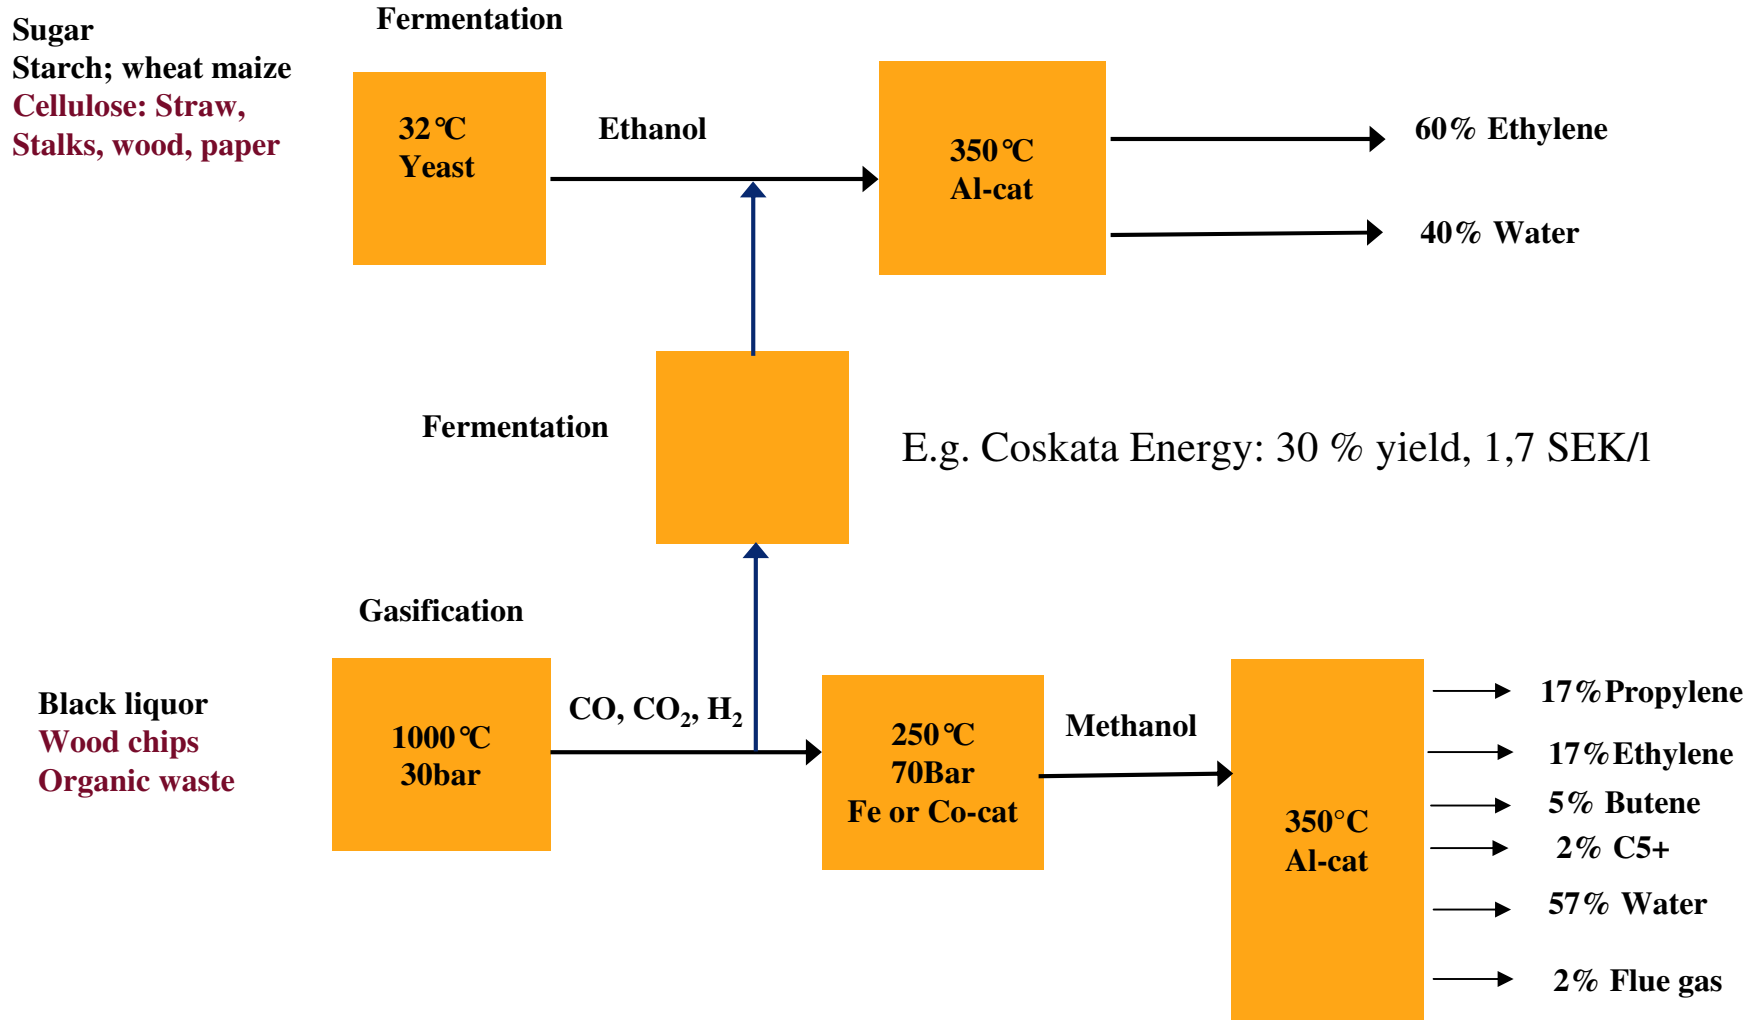 Fermentation
Sugar
Starch; wheat maize
Cellulose: Straw,
Stalks, wood, paper
32°C
Yeast
Ethanol
350°C
Al-cat
60% Ethylene
40% Water
Fermentation
E.g. Coskata Energy: 30 % yield, 1,7 SEK/l
Gasification
Black liquor
Wood chips
Organic waste
1000°C
30bar
CO, CO₂, H₂
250°C
70Bar
Fe or Co-cat
Methanol
350°C
Al-cat
17%Propylene
17%Ethylene
5% Butene
2% C5+
57% Water
2% Flue gas